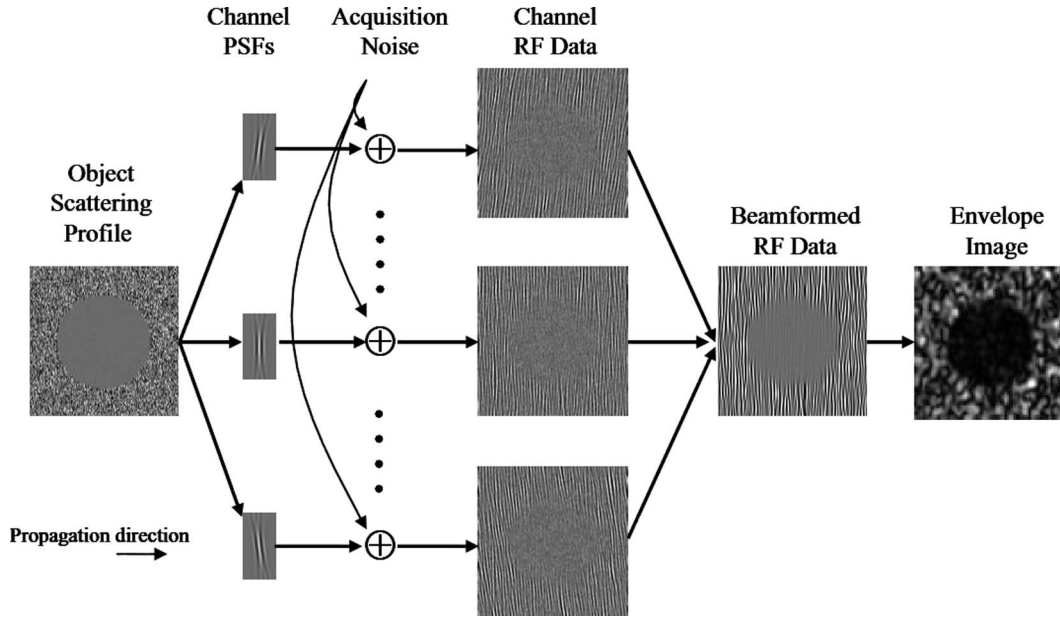 Channel
PSFs
Acquisition
Noise
Channel
RF Data
Object
Scattering
Profile
Beamformed
RF Data
Envelope
Image
Propagation direction